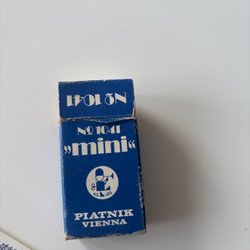 No 1041
No 1041
”mini“
PIATNIK
VIENNA